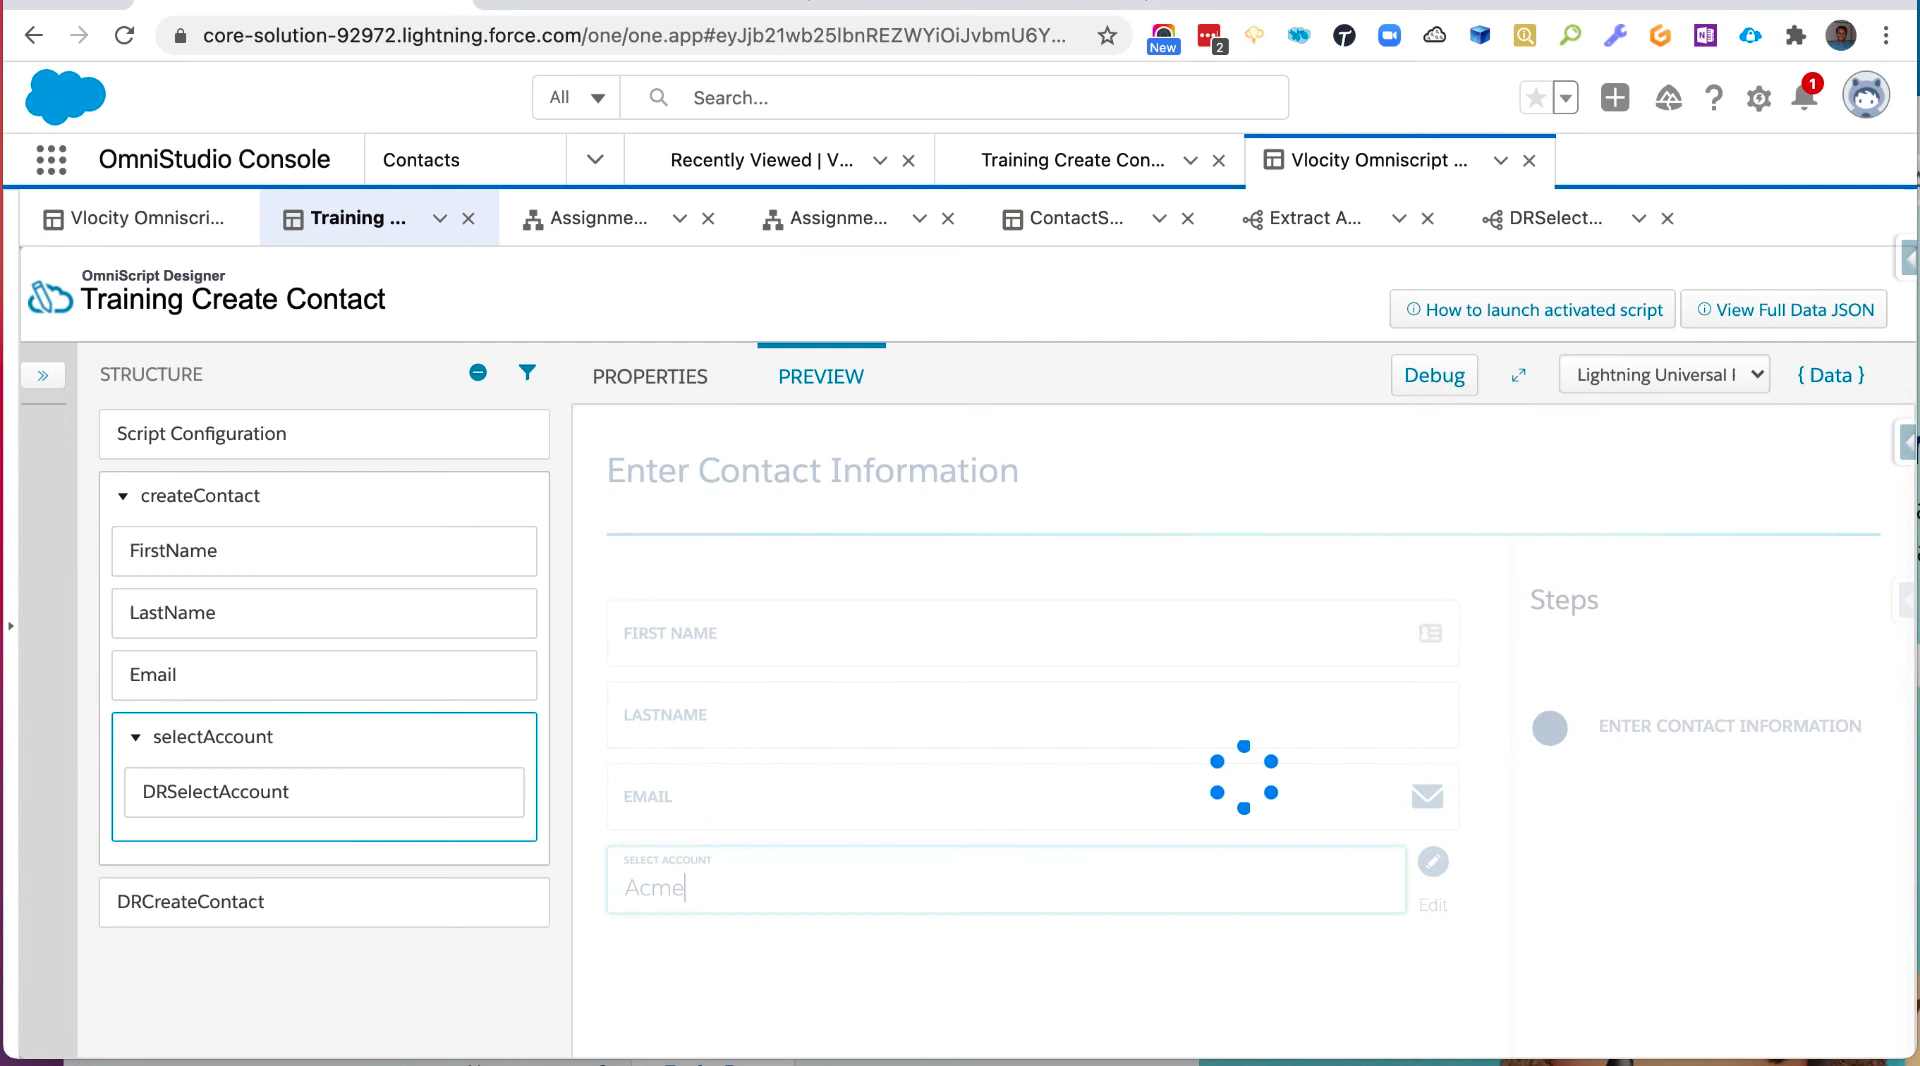 core-solution-92972.lightning.force.com/one/one.app#eyJjb21wb25lbnREZWYiOiJvbmU6Y...
New
2
All
Search...
1
OmniStudio Console
Contacts
Recently Viewed | V...
Training Create Con...
Vlocity Omniscript ...
Vlocity Omniscri...
Training ...
Assignme...
Assignme...
ContactS...
Extract A...
DRSelect...
OmniScript Designer
Training Create Contact
How to launch activated script
View Full Data JSON
STRUCTURE
PROPERTIES
PREVIEW
Debug
Lightning Universal
{ Data }
Script Configuration
createContact
FirstName
LastName
Email
selectAccount
DRSelectAccount
DRCreateContact
Enter Contact Information
FIRST NAME
LASTNAME
EMAIL
SELECT ACCOUNT
Acme
Edit
Steps
ENTER CONTACT INFORMATION